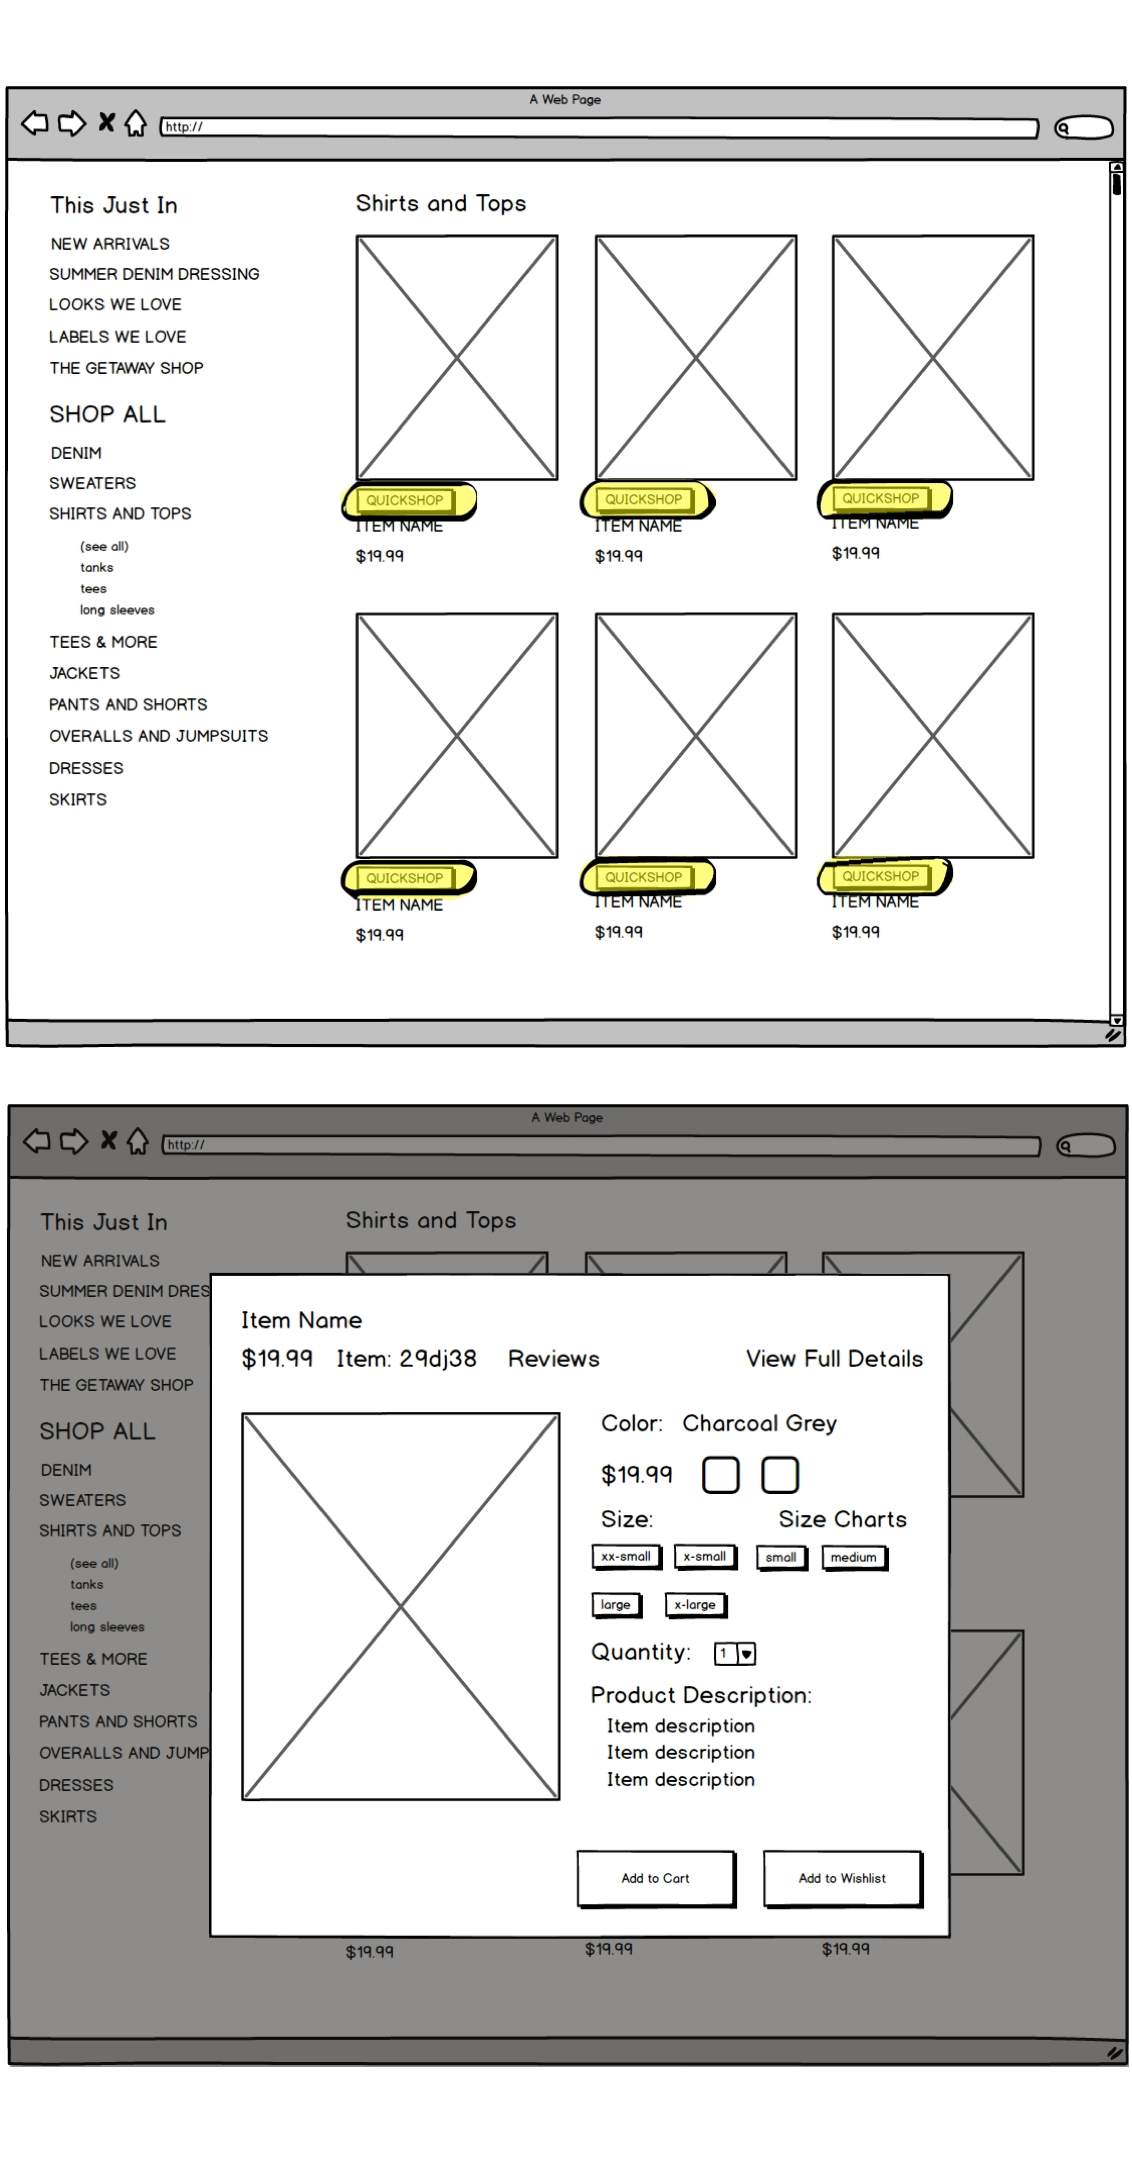 A Web Page
http://
This Just In
NEW ARRIVALS
SUMMER DENIM DRESSING
LOOKS WE LOVE
LABELS WE LOVE
THE GETAWAY SHOP
SHOP ALL
DENIM
SWEATERS
SHIRTS AND TOPS
(see all)
tanks
tees
long sleeves
TEES & MORE
JACKETS
PANTS AND SHORTS
OVERALLS AND JUMPSUITS
DRESSES
SKIRTS
Shirts and Tops
QUICKSHOP QUICKSHOP QUICKSHOP
ITEM NAME ITEM NAME ITEM NAME
$19.99 $19.99 $19.99
QUICKSHOP QUICKSHOP QUICKSHOP
ITEM NAME ITEM NAME ITEM NAME
$19.99 $19.99 $19.99
A Web Page
http://
This Just In
NEW ARRIVALS
SUMMER DENIM DRES
LOOKS WE LOVE
LABELS WE LOVE
THE GETAWAY SHOP
SHOP ALL
DENIM
SWEATERS
SHIRTS AND TOPS
(see all)
tanks
tees
long sleeves
TEES & MORE
JACKETS
PANTS AND SHORTS
OVERALLS AND JUMP
DRESSES
SKIRTS
Shirts and Tops
Item Name
$19.99 Item: 29dj38 Reviews View Full Details
Color: Charcoal Grey
$19.99
Size: Size Charts
xx-small x-small small medium
large x-large
Quantity: 1
Product Description:
Item description
Item description
Item description
Add to Cart Add to Wishlist
$19.99 $19.99 $19.99